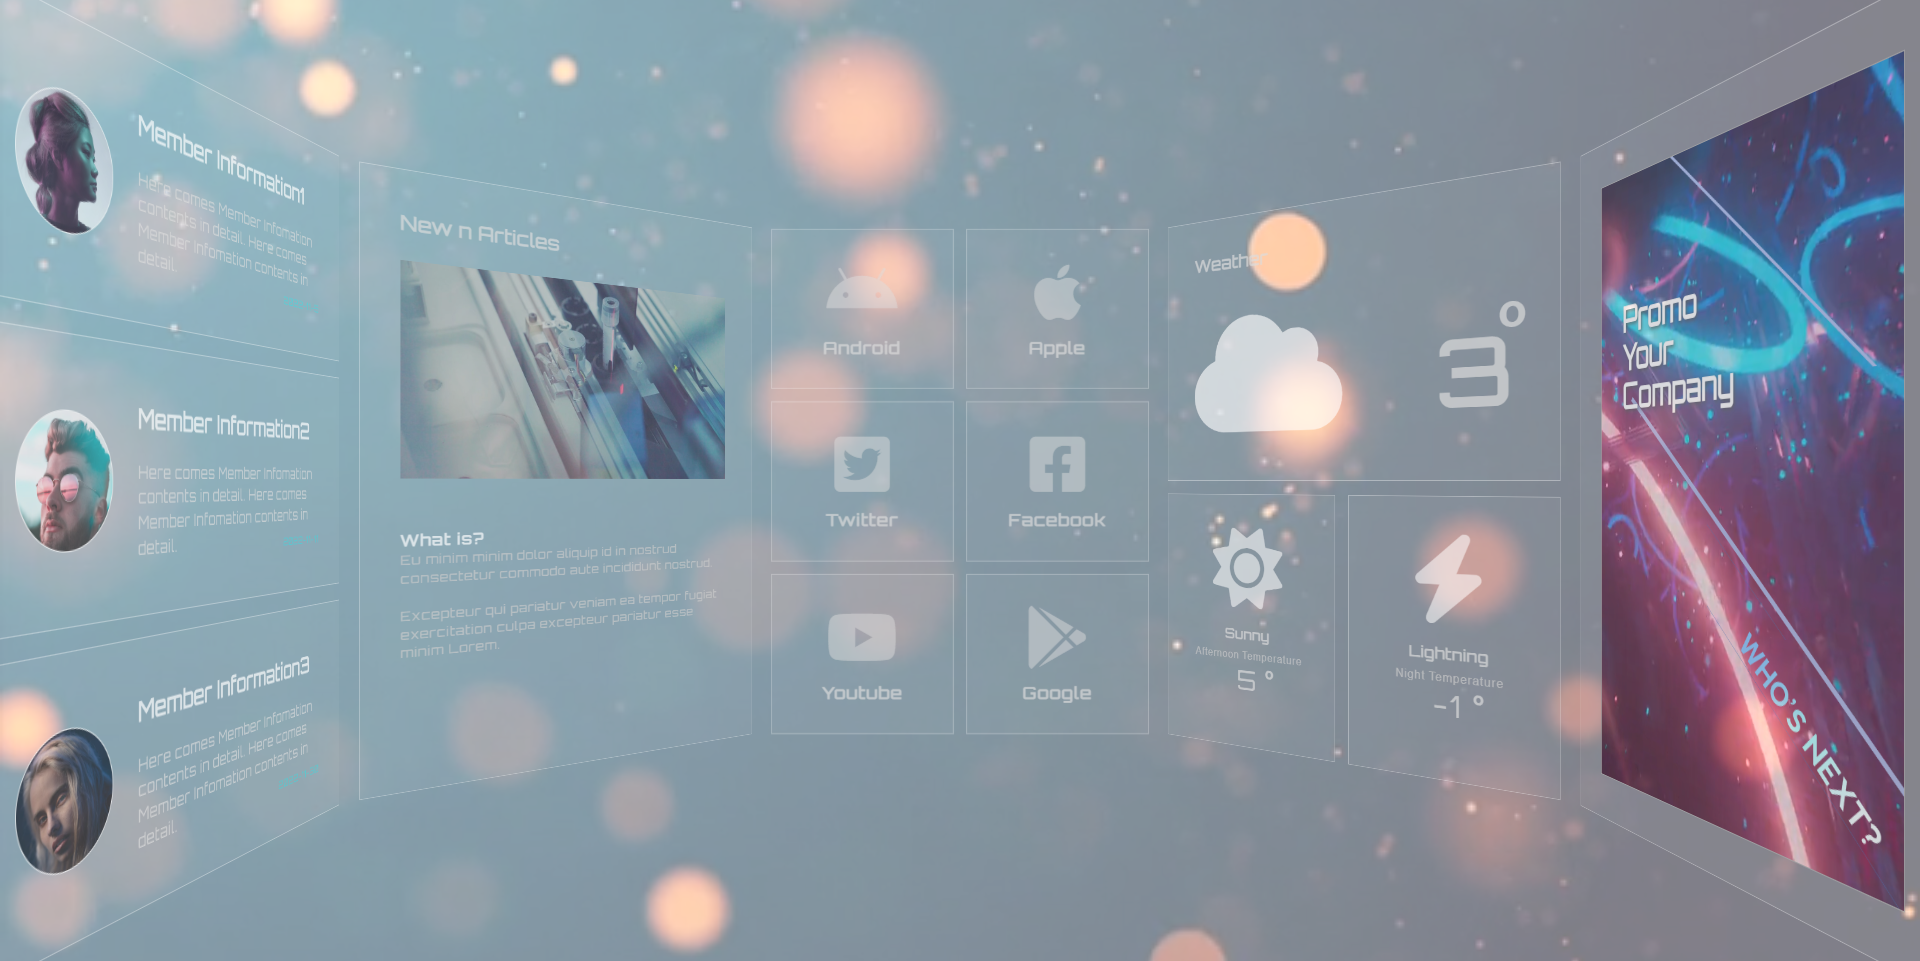 Member Information1
Here comes Member Infomation
contents in detail. Here comes
Member Infomation contents in
detail.
Member Information2
Here comes Member Infomation
contents in detail. Here comes
Member Infomation contents in
detail.
Member Information3
Here comes Member Infomation
contents in detail. Here comes
Member Infomation contents in
detail.
New n Articles
What is?
Eu minim minim dolor aliquip id in nostrud
consectetur commodo aute incididunt nostrud.
Excepteur qui pariatur veniam ea tempor fugiat
exercitation culpa excepteur pariatur esse
minim Lorem.
Android
Apple
Twitter
Facebook
Youtube
Google
Weather
3°
Sunny
Afternoon Temperature
5 °
Lightning
Night Temperature
-1 °
Promo
Your
Company
WHO'S NEXT?